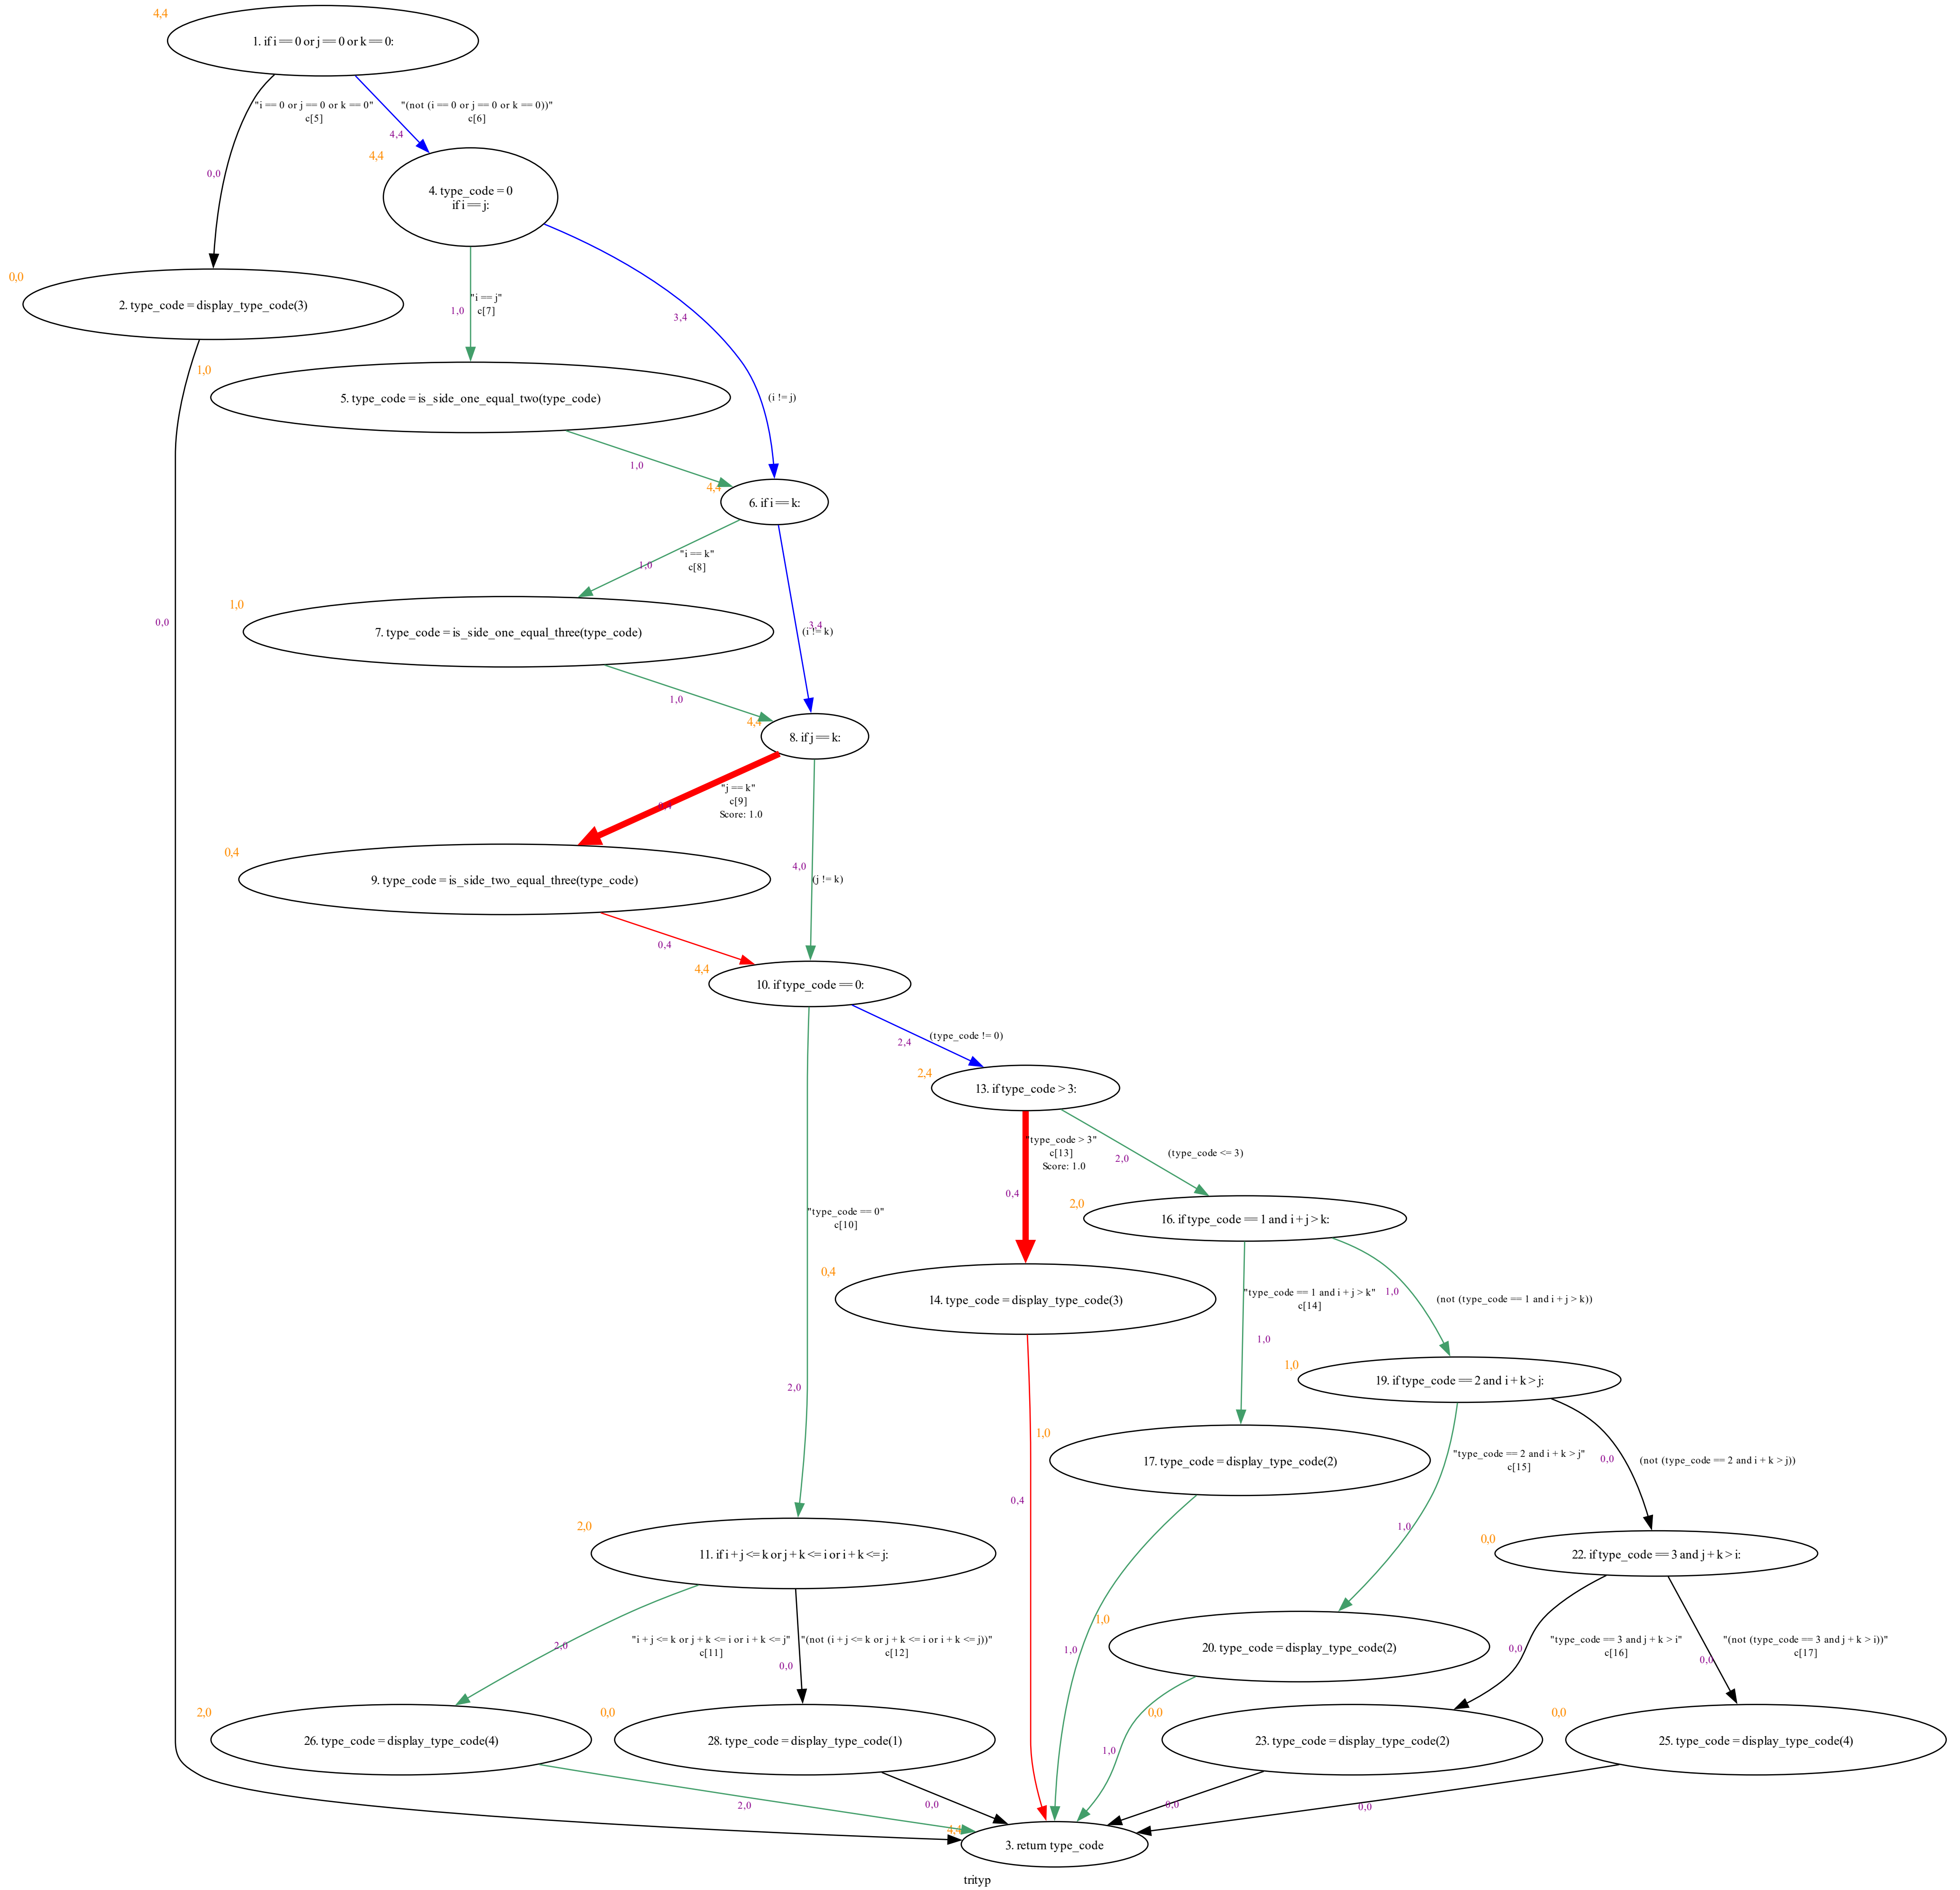 4,4
1. if i == 0 or j == 0 or k == 0:
"i == 0 or j == 0 or k == 0"
c[5]
"(not (i == 0 or j == 0 or k == 0))"
c[6]
4,4
4,4
0,0
4. type_code = 0
if i == j:
0,0
2. type_code = display_type_code(3)
"i == j"
c[7]
1,0
3,4
1,0
5. type_code = is_side_one_equal_two(type_code)
(i != j)
1,0
4,4
6. if i == k:
"i == k"
c[8]
1,0
1,0
0,0
7. type_code = is_side_one_equal_three(type_code)
3,4
(i != k)
1,0
4,4
8. if j == k:
"j == k"
c[9]
Score: 1.0
0,4
0,4
4,0
9. type_code = is_side_two_equal_three(type_code)
(j != k)
0,4
4,4
10. if type_code == 0:
(type_code != 0)
2,4
2,4
13. if type_code > 3:
"type_code > 3"
c[13]
Score: 1.0
2,0
(type_code <= 3)
0,4
2,0
16. if type_code == 1 and i + j > k:
"type_code == 0"
c[10]
0,4
14. type_code = display_type_code(3)
"type_code == 1 and i + j > k"
c[14]
1,0
(not (type_code == 1 and i + j > k))
1,0
2,0
1,0
19. if type_code == 2 and i + k > j:
1,0
17. type_code = display_type_code(2)
"type_code == 2 and i + k > j"
c[15]
0,0
(not (type_code == 2 and i + k > j))
0,4
1,0
2,0
11. if i + j <= k or j + k <= i or i + k <= j:
0,0
22. if type_code == 3 and j + k > i:
2,0
"i + j <= k or j + k <= i or i + k <= j"
c[11]
"(not (i + j <= k or j + k <= i or i + k <= j))"
c[12]
0,0
1,0
1,0
20. type_code = display_type_code(2)
0,0
"type_code == 3 and j + k > i"
c[16]
"(not (type_code == 3 and j + k > i))"
c[17]
0,0
2,0
26. type_code = display_type_code(4)
0,0
28. type_code = display_type_code(1)
0,0
23. type_code = display_type_code(2)
0,0
25. type_code = display_type_code(4)
1,0
2,0
0,0
0,0
0,0
4,4
3. return type_code
trityp